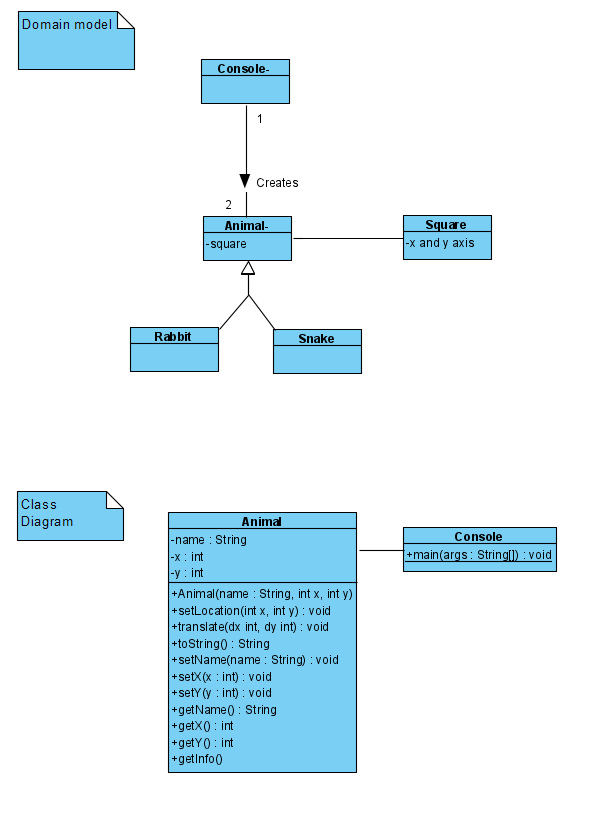 Domain model
Console-
1
Creates
2
Animal-
-square
Square
-x and y axis
Rabbit
Snake
Class
Diagram
Animal
-name : String
-x : int
-y : int
+Animal(name : String, int x, int y)
+setLocation(int x, int y) : void
+translate(dx int, dy int) : void
+toString() : String
+setName(name : String) : void
+setX(x : int) : void
+setY(y : int) : void
+getName() : String
+getX() : int
+getY() : int
+getInfo()
Console
+main(args : String[]) : void